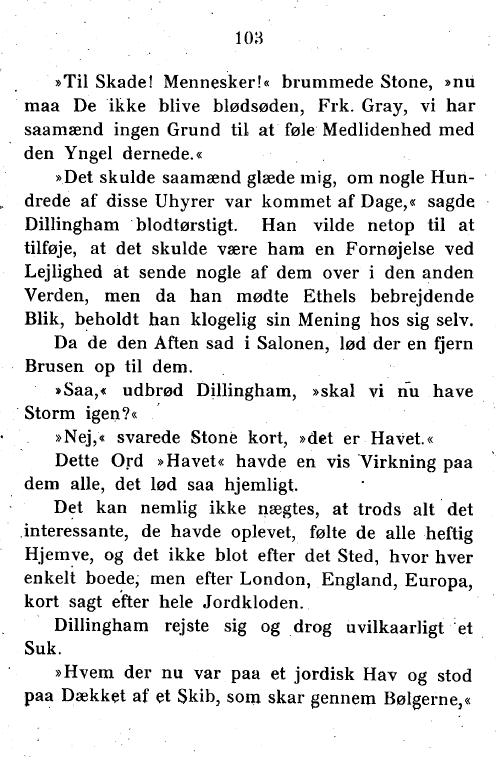 103
»Til Skade! Mennesker!« brummede Stone, »nu
maa De ikke blive blødsøden, Frk. Gray, vi har
saamænd ingen Grund til at føle Medlidenhed med
den Yngel dernede.«
»Det skulde saamænd glæde mig, om nogle Hun-
drede af disse Uhyrer var kommet af Dage,« sagde
Dillingham blodtørstigt. Han vilde netop til at
tilføje, at det skulde være ham en Fornøjelse ved
Lejlighed at sende nogle af dem over i den anden
Verden, men da han mødte Ethels bebrejdende
Blik, beholdt han klogelig sin Mening hos sig selv.
Da de den Aften sad i Salonen, lød der en fjern
Brusen op til dem.
»Saa,« udbrød Dillingham, »skal vi nu have
Storm igen?«
»Nej,« svarede Stone kort, »det er Havet.«
Dette Ord »Havet« havde en vis Virkning paa
dem alle, det lød saa hjemligt.
Det kan nemlig ikke nægtes, at trods alt det
interessante, de havde oplevet, følte de alle heftig
Hjemve, og det ikke blot efter det Sted, hvor hver
enkelt boede, men efter London, England, Europa,
kort sagt efter hele Jordkloden.
Dillingham rejste sig og drog uvilkaarligt et
Suk.
»Hvem der nu var paa et jordisk Hav og stod
paa Dækket af et Skib, som skar gennem Bølgerne,«